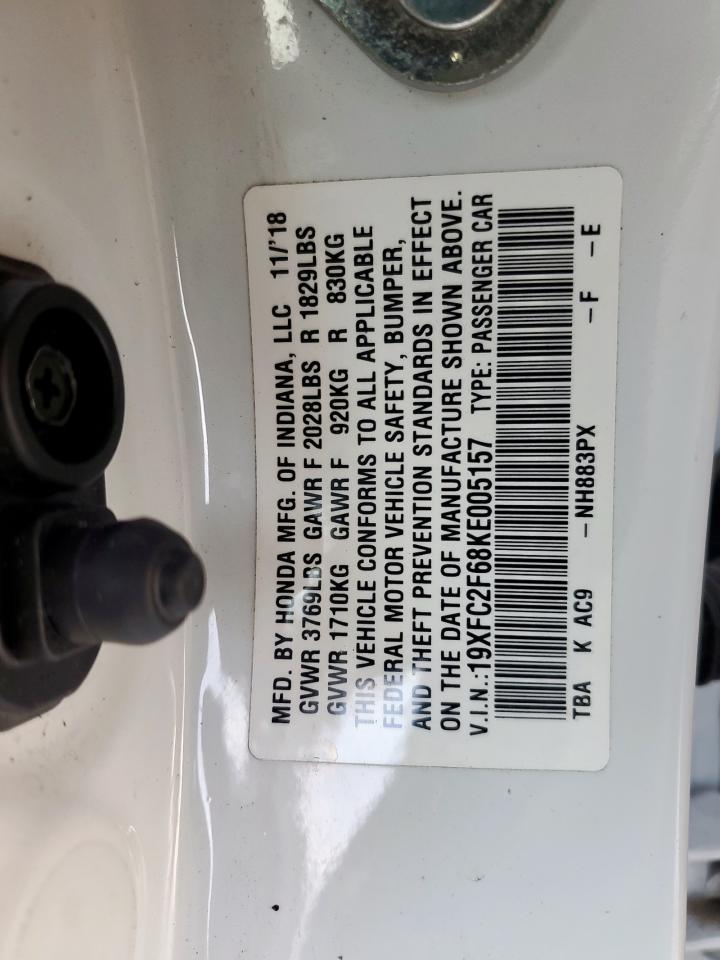 MFD. BY HONDA MFG. OF INDIANA, LLC 11/'18
GVWR 3769LBS GAWR F 2028LBS R 1829LBS
GVWR 1710KG GAWR F 920KG R 830KG
THIS VEHICLE CONFORMS TO ALL APPLICABLE
FEDERAL MOTOR VEHICLE SAFETY, BUMPER,
AND THEFT PREVENTION STANDARDS IN EFFECT
ON THE DATE OF MANUFACTURE SHOWN ABOVE.
V.I.N.:19XFC2F68KE005157 TYPE: PASSENGER CAR
TBA K AC9 -NH883PX -F -E